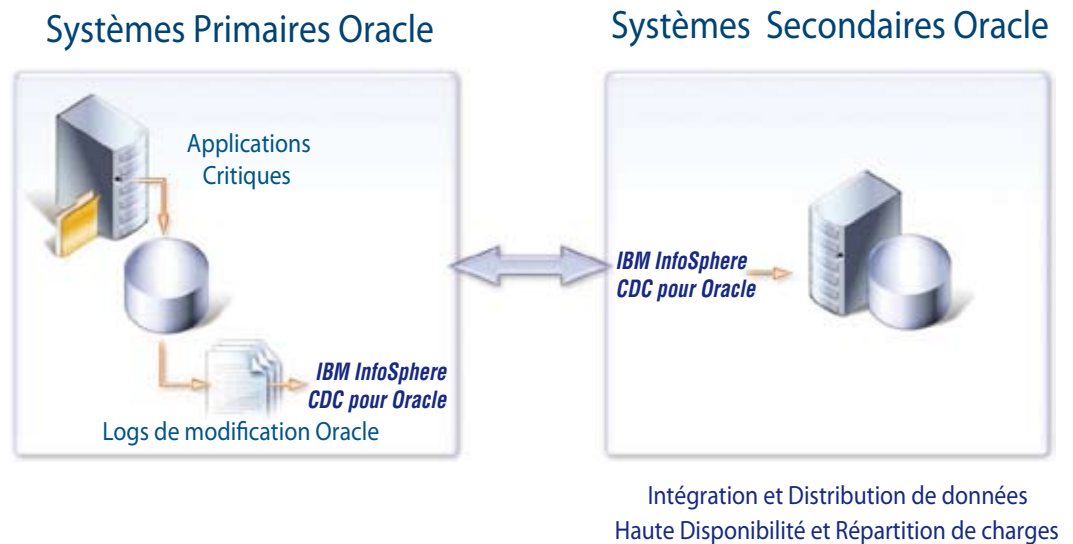 Systèmes Primaires Oracle
Systèmes Secondaires Oracle
Applications
Critiques
IBM InfoSphere
CDC pour Oracle
Logs de modification Oracle
IBM InfoSphere
CDC pour Oracle
Intégration et Distribution de données
Haute Disponibilité et Répartition de charges